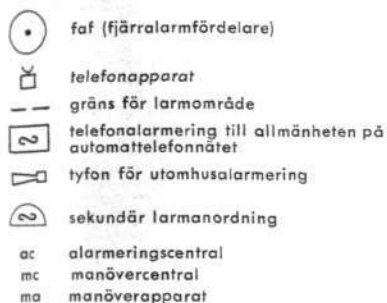 faf (fjärralarmfördelare)
telefonapparat
gräns för larmområde
telefonalarmering till allmänheten på
automattelefonnätet
tyfon för utomhusalarmering
sekundär larmanordning
ac alarmeringscentral
mc manövercentral
ma manöverapparat